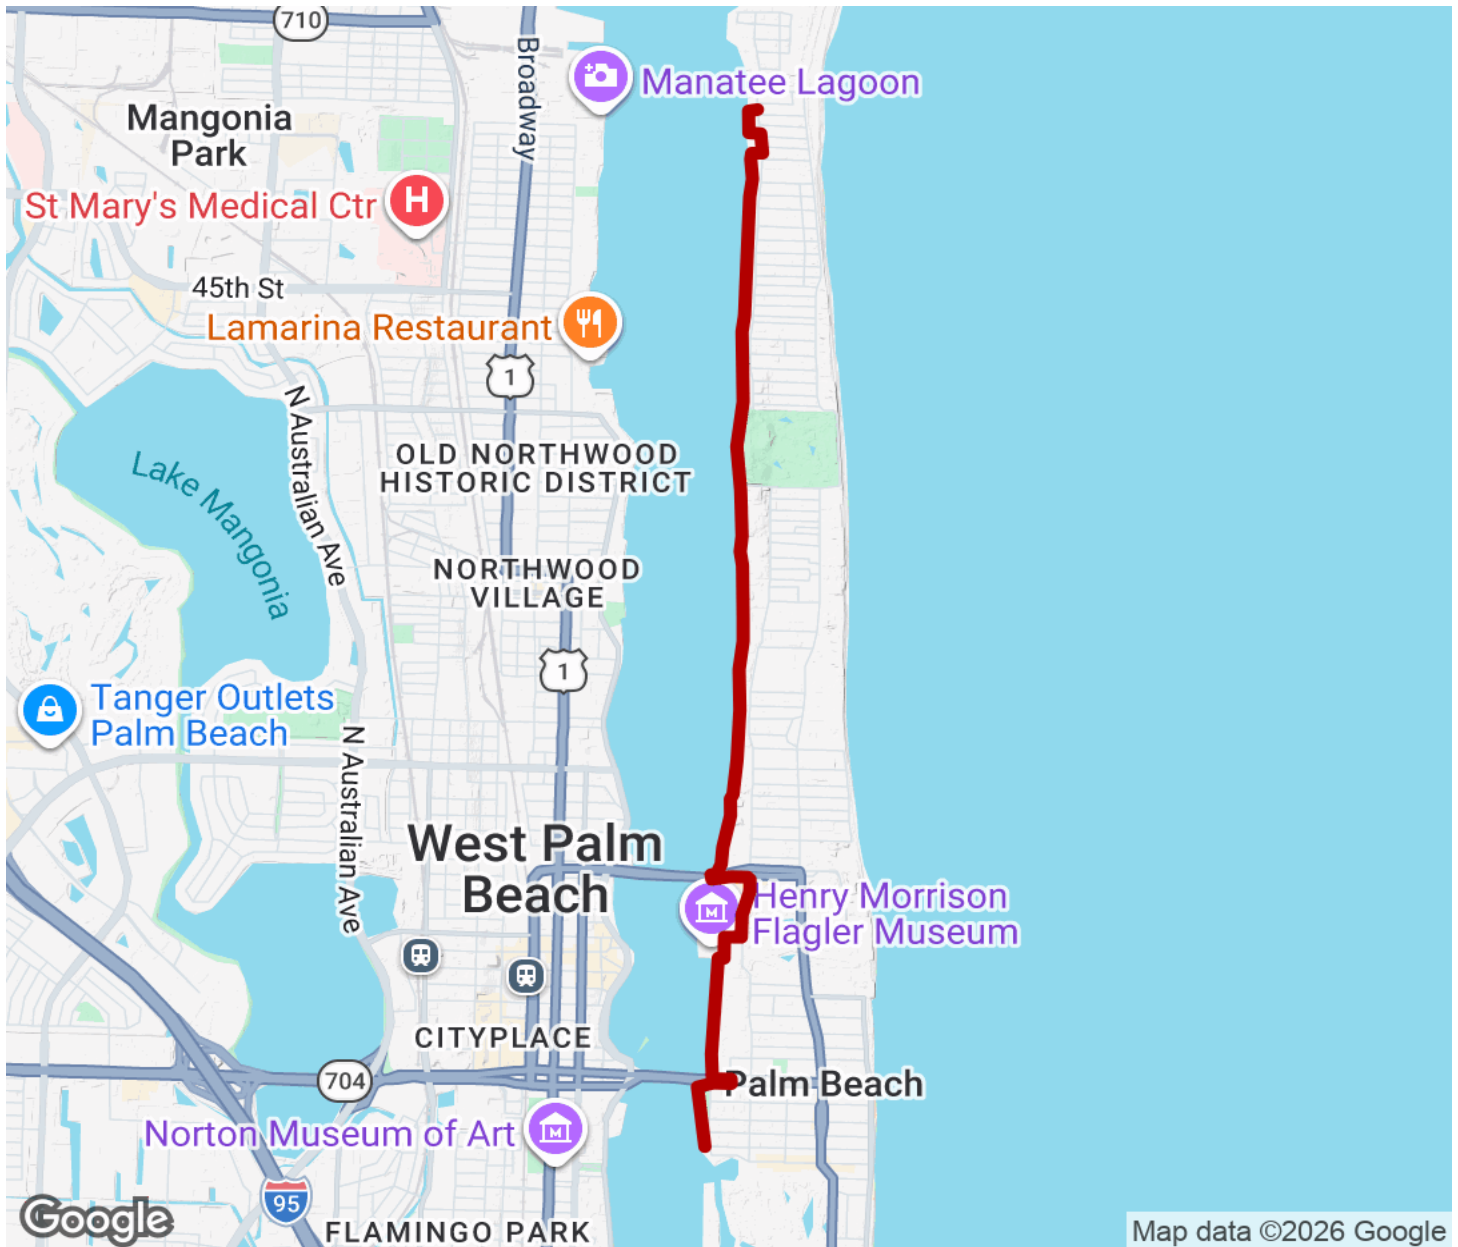 710
Broadway
Manatee Lagoon
Mangonia
Park
St Mary's Medical Ctr
H
45th St
Lamarina Restaurant
1
N Australian Ave
OLD NORTHWOOD
HISTORIC DISTRICT
Lake Mangonia
NORTHWOOD
VILLAGE
1
Tanger Outlets
Palm Beach
N Australian Ave
West Palm
Beach
Henry Morrison
Flagler Museum
CITYPLACE
704
Palm Beach
Norton Museum of Art
95
FLAMINGO PARK
Google
Map data ©2026 Google